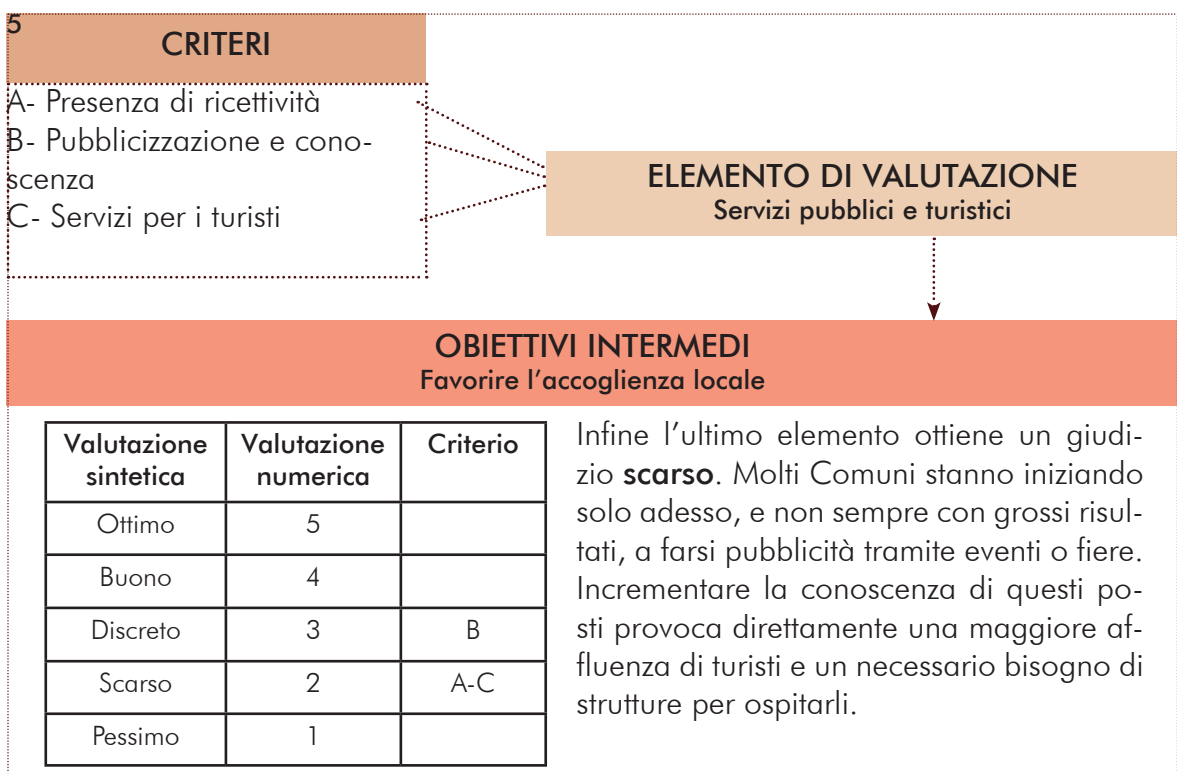 5
CRITERI
A- Presenza di ricettività
B- Pubblicizzazione e cono-
scenza
C- Servizi per i turisti
ELEMENTO DI VALUTAZIONE
Servizi pubblici e turistici
OBIETTIVI INTERMEDI
Favorire l'accoglienza locale
Valutazione sintetica Valutazione numerica Criterio
Ottimo 5
Buono 4
Discreto 3 B
Scarso 2 A-C
Pessimo 1
Infine l'ultimo elemento ottiene un giudi-
zio scarso. Molti Comuni stanno iniziando
solo adesso, e non sempre con grossi risul-
tati, a farsi pubblicità tramite eventi o fiere.
Incrementare la conoscenza di questi po-
sti provoca direttamente una maggiore af-
fluenza di turisti e un necessario bisogno di
strutture per ospitarli.